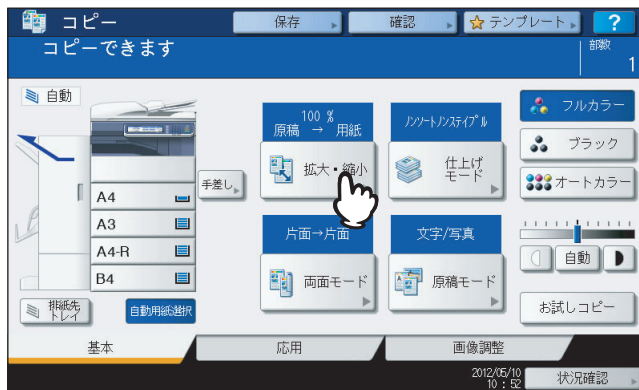 コピー
保存
確認
テンプレート
?
コピーできます
部数
1
自動
100 %
原稿 → 用紙
拡大・縮小
ノンソートノンステイプル
仕上げ
モード
フルカラー
ブラック
オートカラー
手差し
A4
A3
A4-R
B4
片面→片面
両面モード
文字/写真
原稿モード
自動
排紙先
トレイ
自動用紙選択
お試しコピー
基本
応用
画像調整
2012/05/10
10 : 52
状況確認